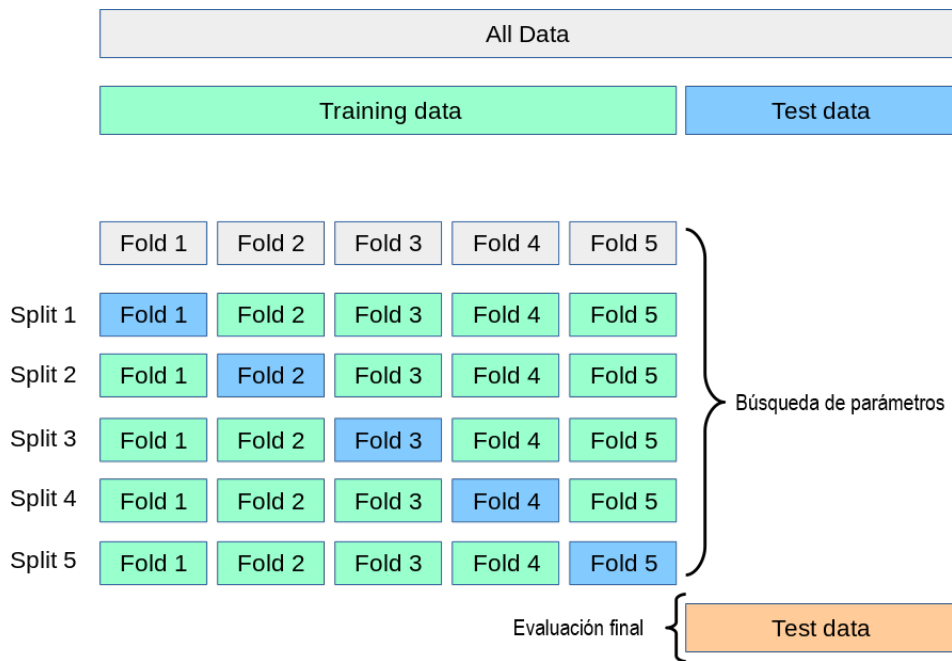 All Data
Training data Test data
Fold 1 Fold 2 Fold 3 Fold 4 Fold 5
Split 1 Fold 1 Fold 2 Fold 3 Fold 4 Fold 5
Split 2 Fold 1 Fold 2 Fold 3 Fold 4 Fold 5
Búsqueda de parámetros
Split 3 Fold 1 Fold 2 Fold 3 Fold 4 Fold 5
Split 4 Fold 1 Fold 2 Fold 3 Fold 4 Fold 5
Split 5 Fold 1 Fold 2 Fold 3 Fold 4 Fold 5
Evaluación final Test data